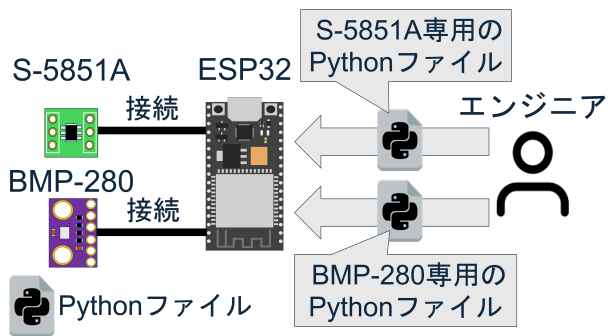 S-5851A専用の
Pythonファイル
S-5851A
ESP32
接続
エンジニア
BMP-280
接続
BMP-280専用の
Pythonファイル
Pythonファイル